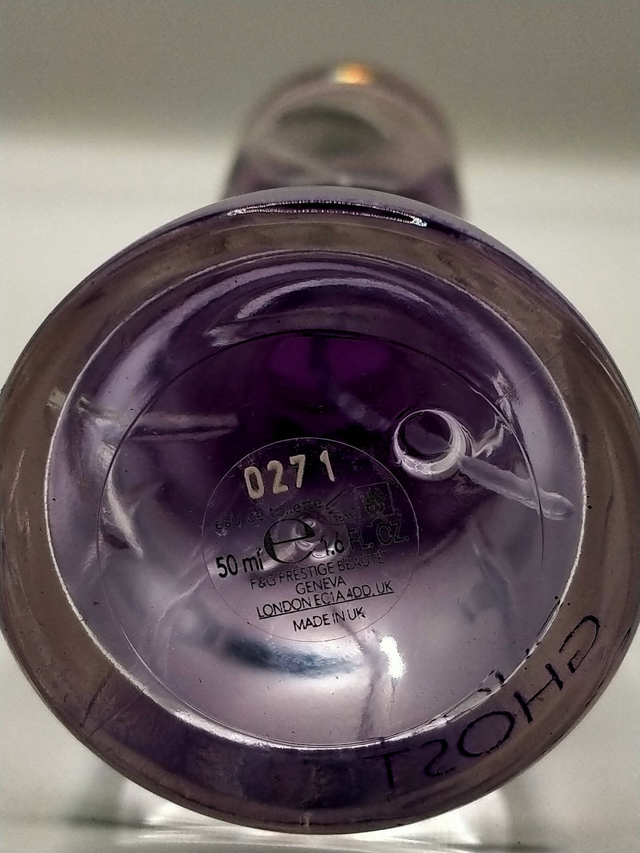 0271
eau de toilette
50 ml e 1.6 FL. OZ.
F&G PRESTIGE BEAUTE
GENEVA
LONDON EC1A 4DD, UK
MADE IN UK
GHOST